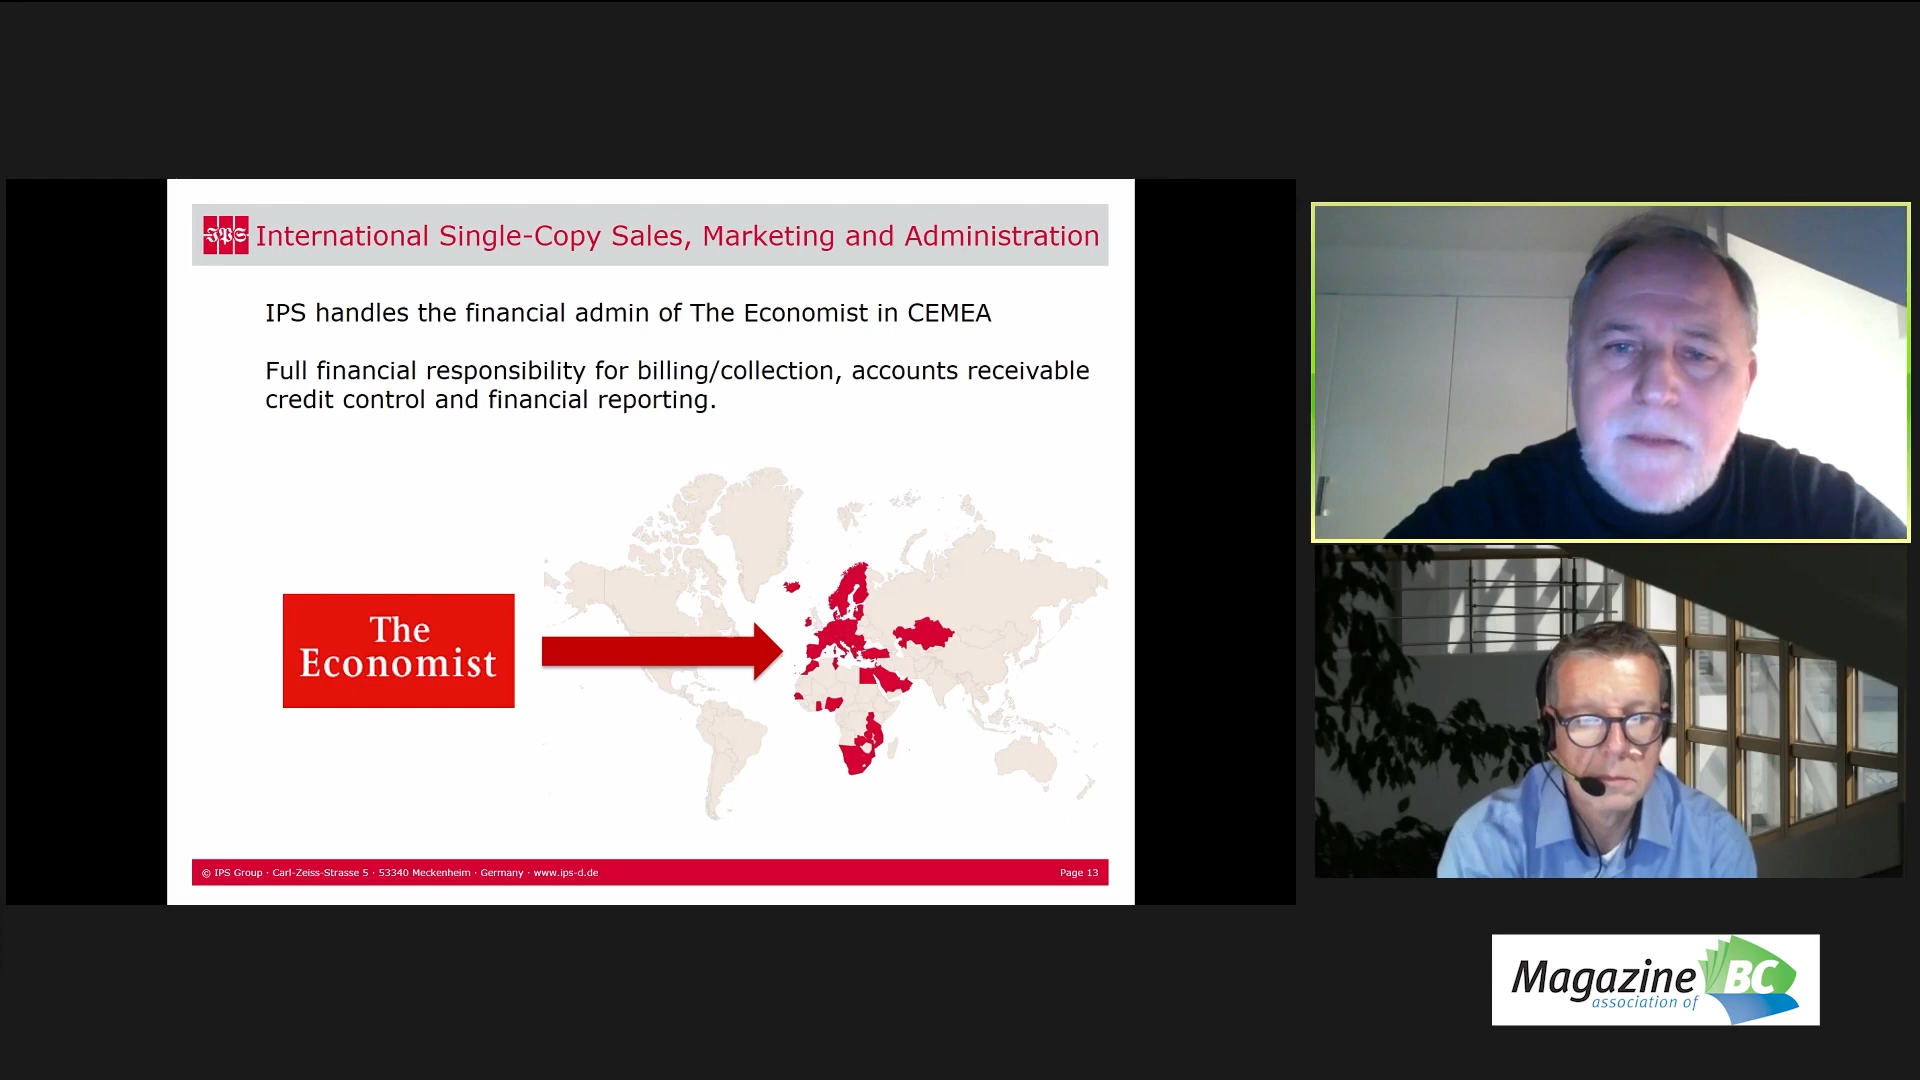 IPS International Single-Copy Sales, Marketing and Administration
IPS handles the financial admin of The Economist in CEMEA
Full financial responsibility for billing/collection, accounts receivable
credit control and financial reporting.
The
Economist
© IPS Group · Carl-Zeiss-Strasse 5 · 53340 Meckenheim · Germany · www.ips-d.de
Page 13
Magazine BC
association of